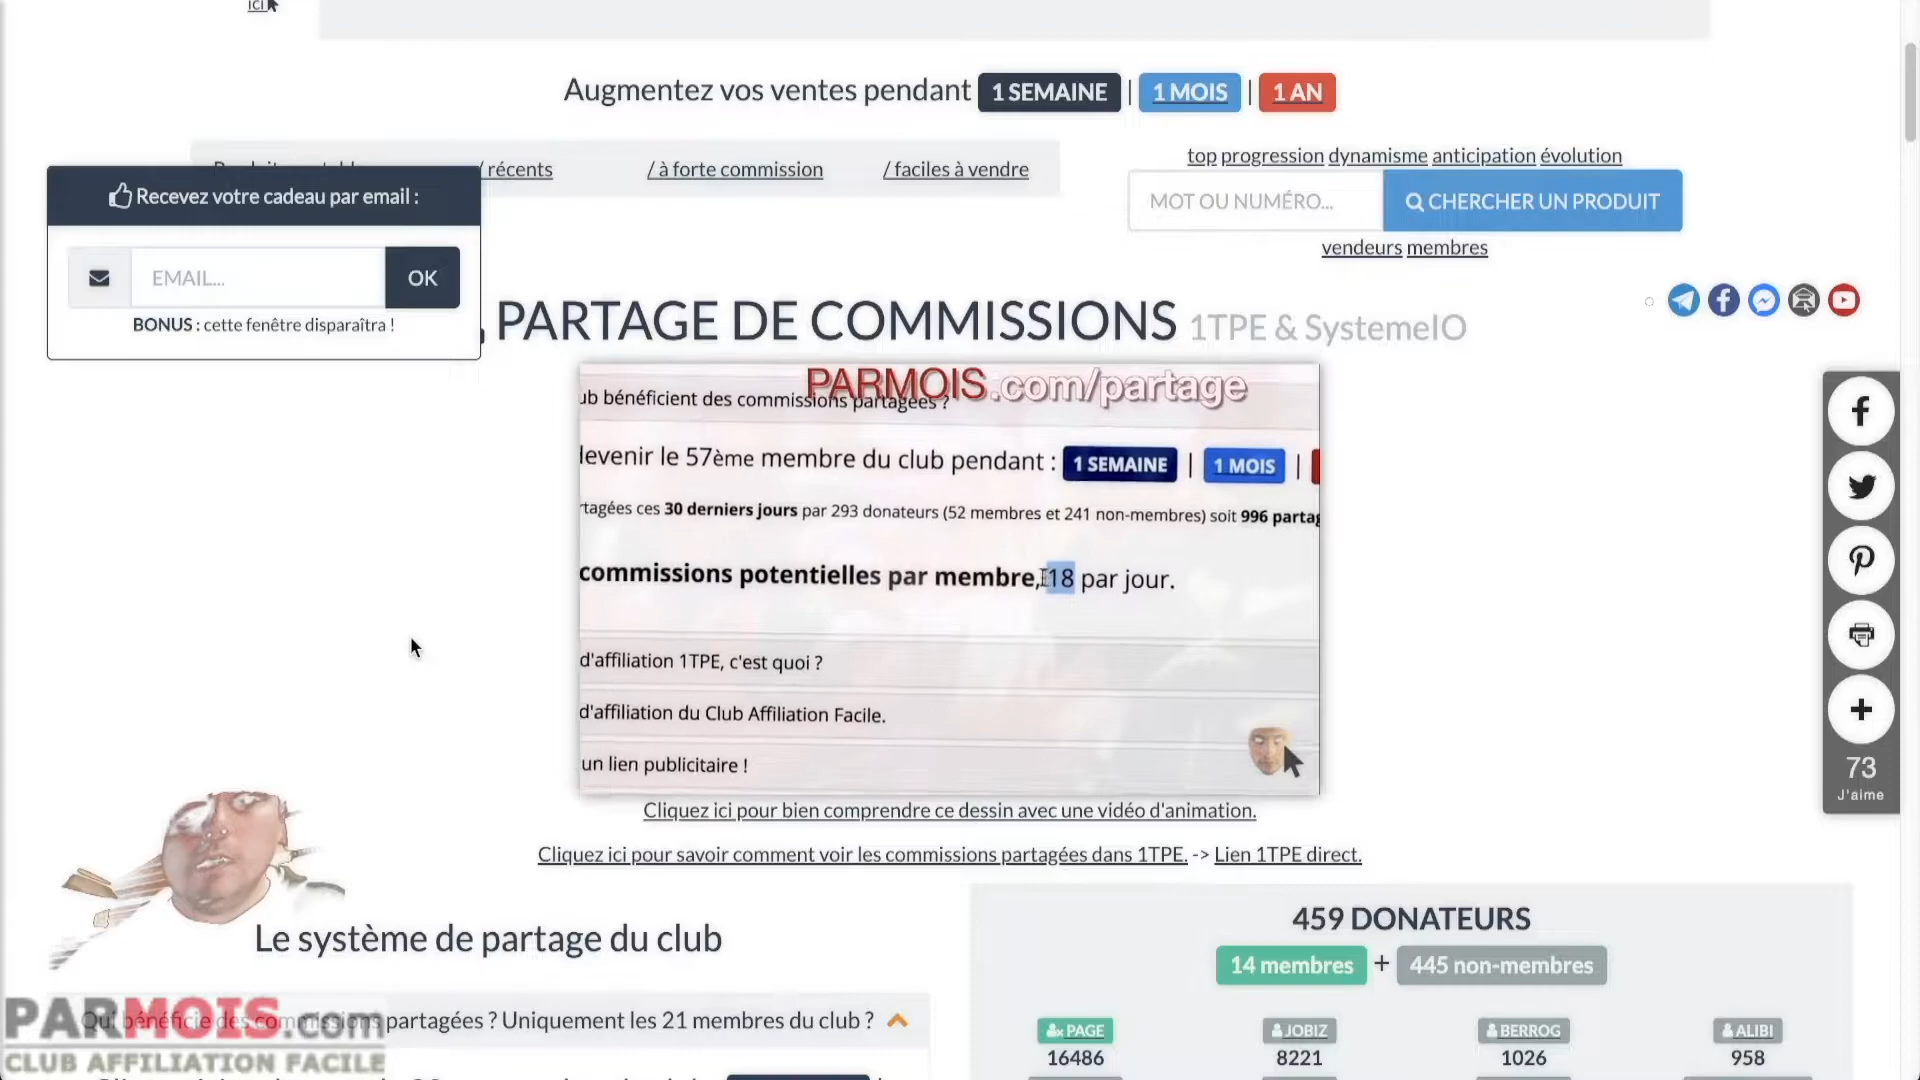 ici
Augmentez vos ventes pendant 1 SEMAINE | 1 MOIS | 1 AN
/ récents / à forte commission / faciles à vendre
top progression dynamisme anticipation évolution
Recevez votre cadeau par email :
MOT OU NUMÉRO... CHERCHER UN PRODUIT
vendeurs membres
EMAIL... OK
BONUS : cette fenêtre disparaîtra !
PARTAGE DE COMMISSIONS 1TPE & SystemeIO
PARMOIS.com/partage
ub bénéficient des commissions partagées ?
devenir le 57ème membre du club pendant : 1 SEMAINE | 1 MOIS |
rtagées ces 30 derniers jours par 293 donateurs (52 membres et 241 non-membres) soit 996 partag
commissions potentielles par membre, 18 par jour.
d'affiliation 1TPE, c'est quoi ?
d'affiliation du Club Affiliation Facile.
un lien publicitaire !
73
J'aime
Cliquez ici pour bien comprendre ce dessin avec une vidéo d'animation.
Cliquez ici pour savoir comment voir les commissions partagées dans 1TPE. -> Lien 1TPE direct.
Le système de partage du club
459 DONATEURS
14 membres + 445 non-membres
Qui bénéficie des commissions partagées ? Uniquement les 21 membres du club ?
PAGE JOBIZ BERROG ALIBI
16486 8221 1026 958
PARMOIS.com
CLUB AFFILIATION FACILE